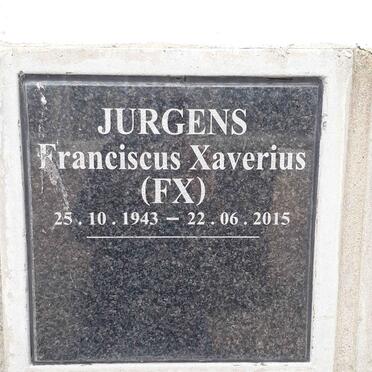 JURGENS
Franciscus Xaverius
(FX)
25 . 10 . 1943 – 22 . 06 . 2015